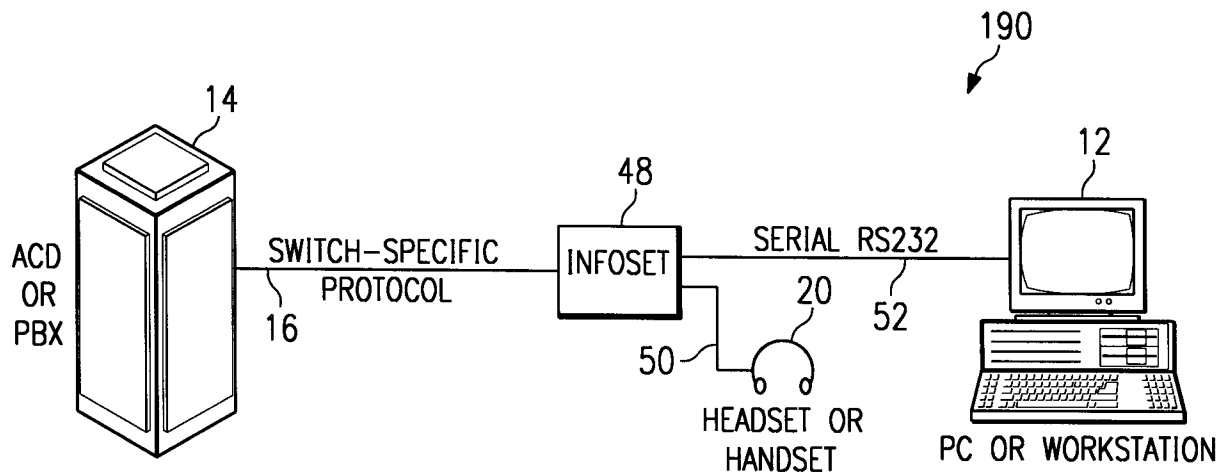 190
14
12
48
ACD
OR
PBX
SWITCH-SPECIFIC
PROTOCOL
16
INFOSET
SERIAL RS232
52
20
50
HEADSET OR
HANDSET
PC OR WORKSTATION